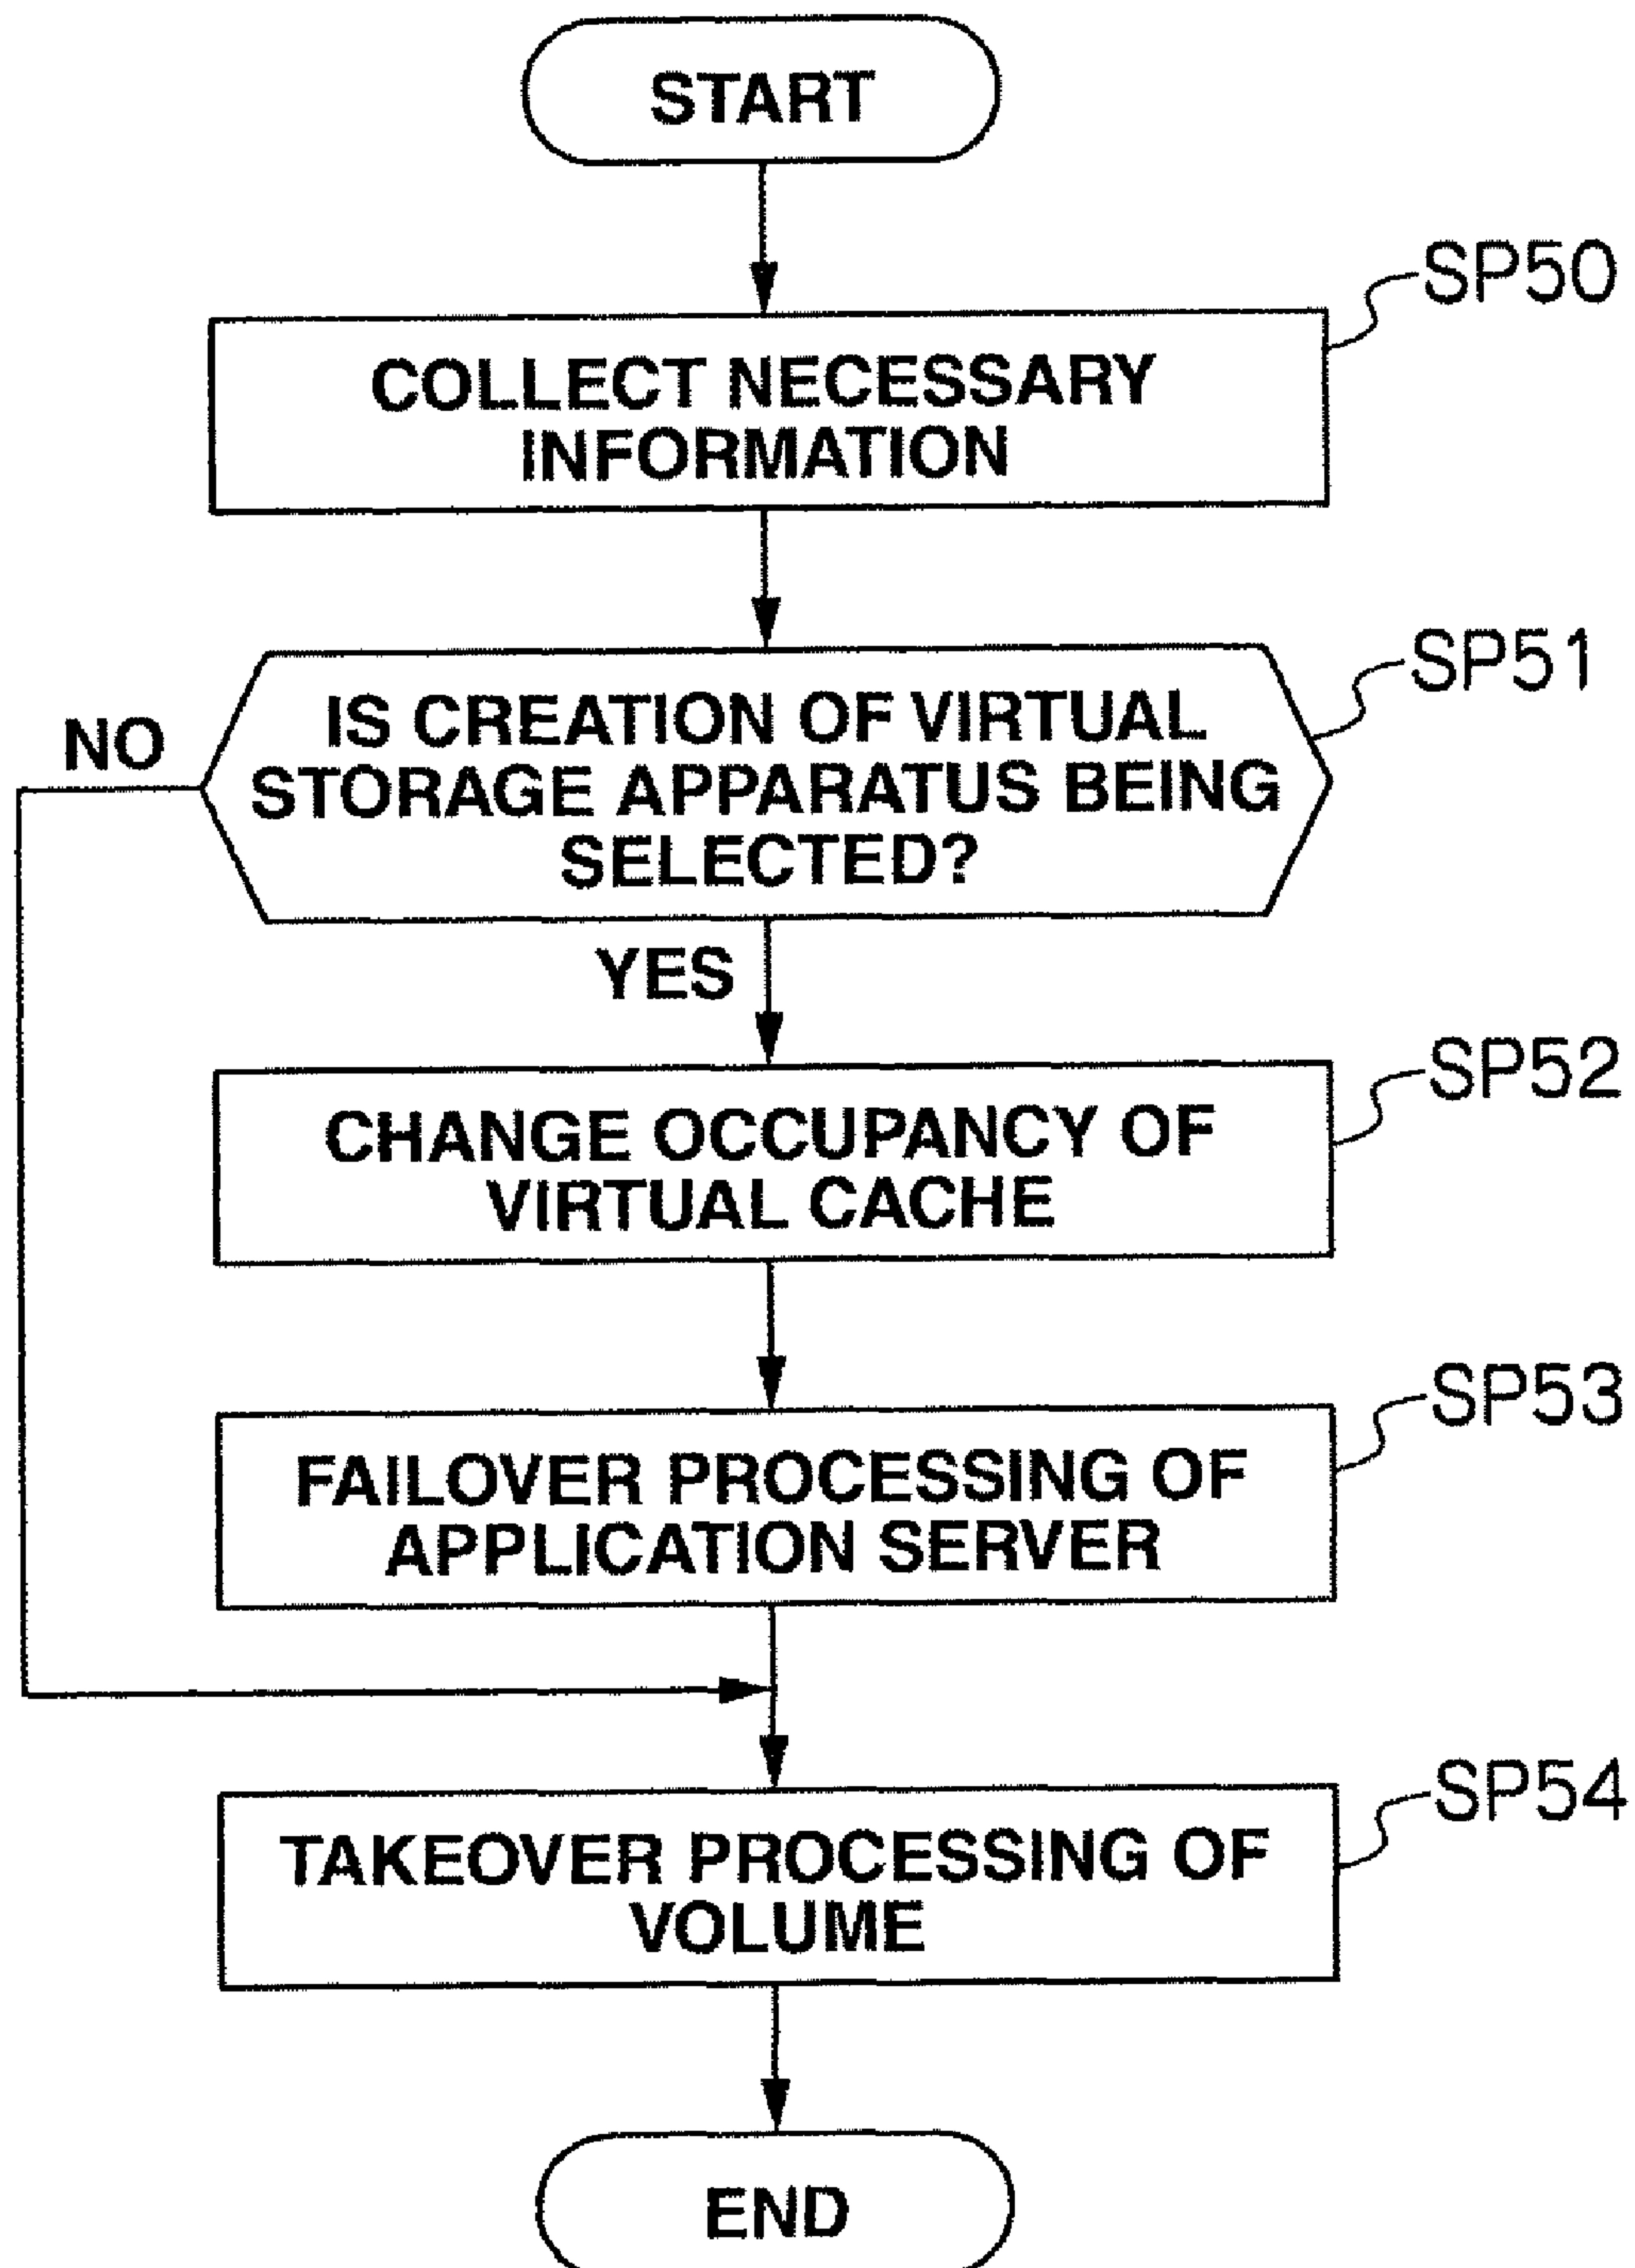 START
SP50
COLLECT NECESSARY
INFORMATION
SP51
NO
IS CREATION OF VIRTUAL
STORAGE APPARATUS BEING
SELECTED?
YES
SP52
CHANGE OCCUPANCY OF
VIRTUAL CACHE
SP53
FAILOVER PROCESSING OF
APPLICATION SERVER
SP54
TAKEOVER PROCESSING OF
VOLUME
END